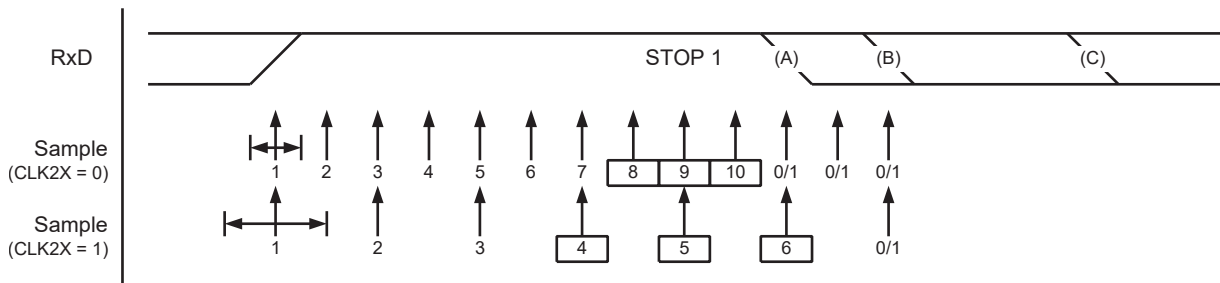 RxD STOP 1 (A) (B) (C)
Sample
(CLK2X = 0)
1 2 3 4 5 6 7 8 9 10 0/1 0/1 0/1
Sample
(CLK2X = 1)
1 2 3 4 5 6 0/1